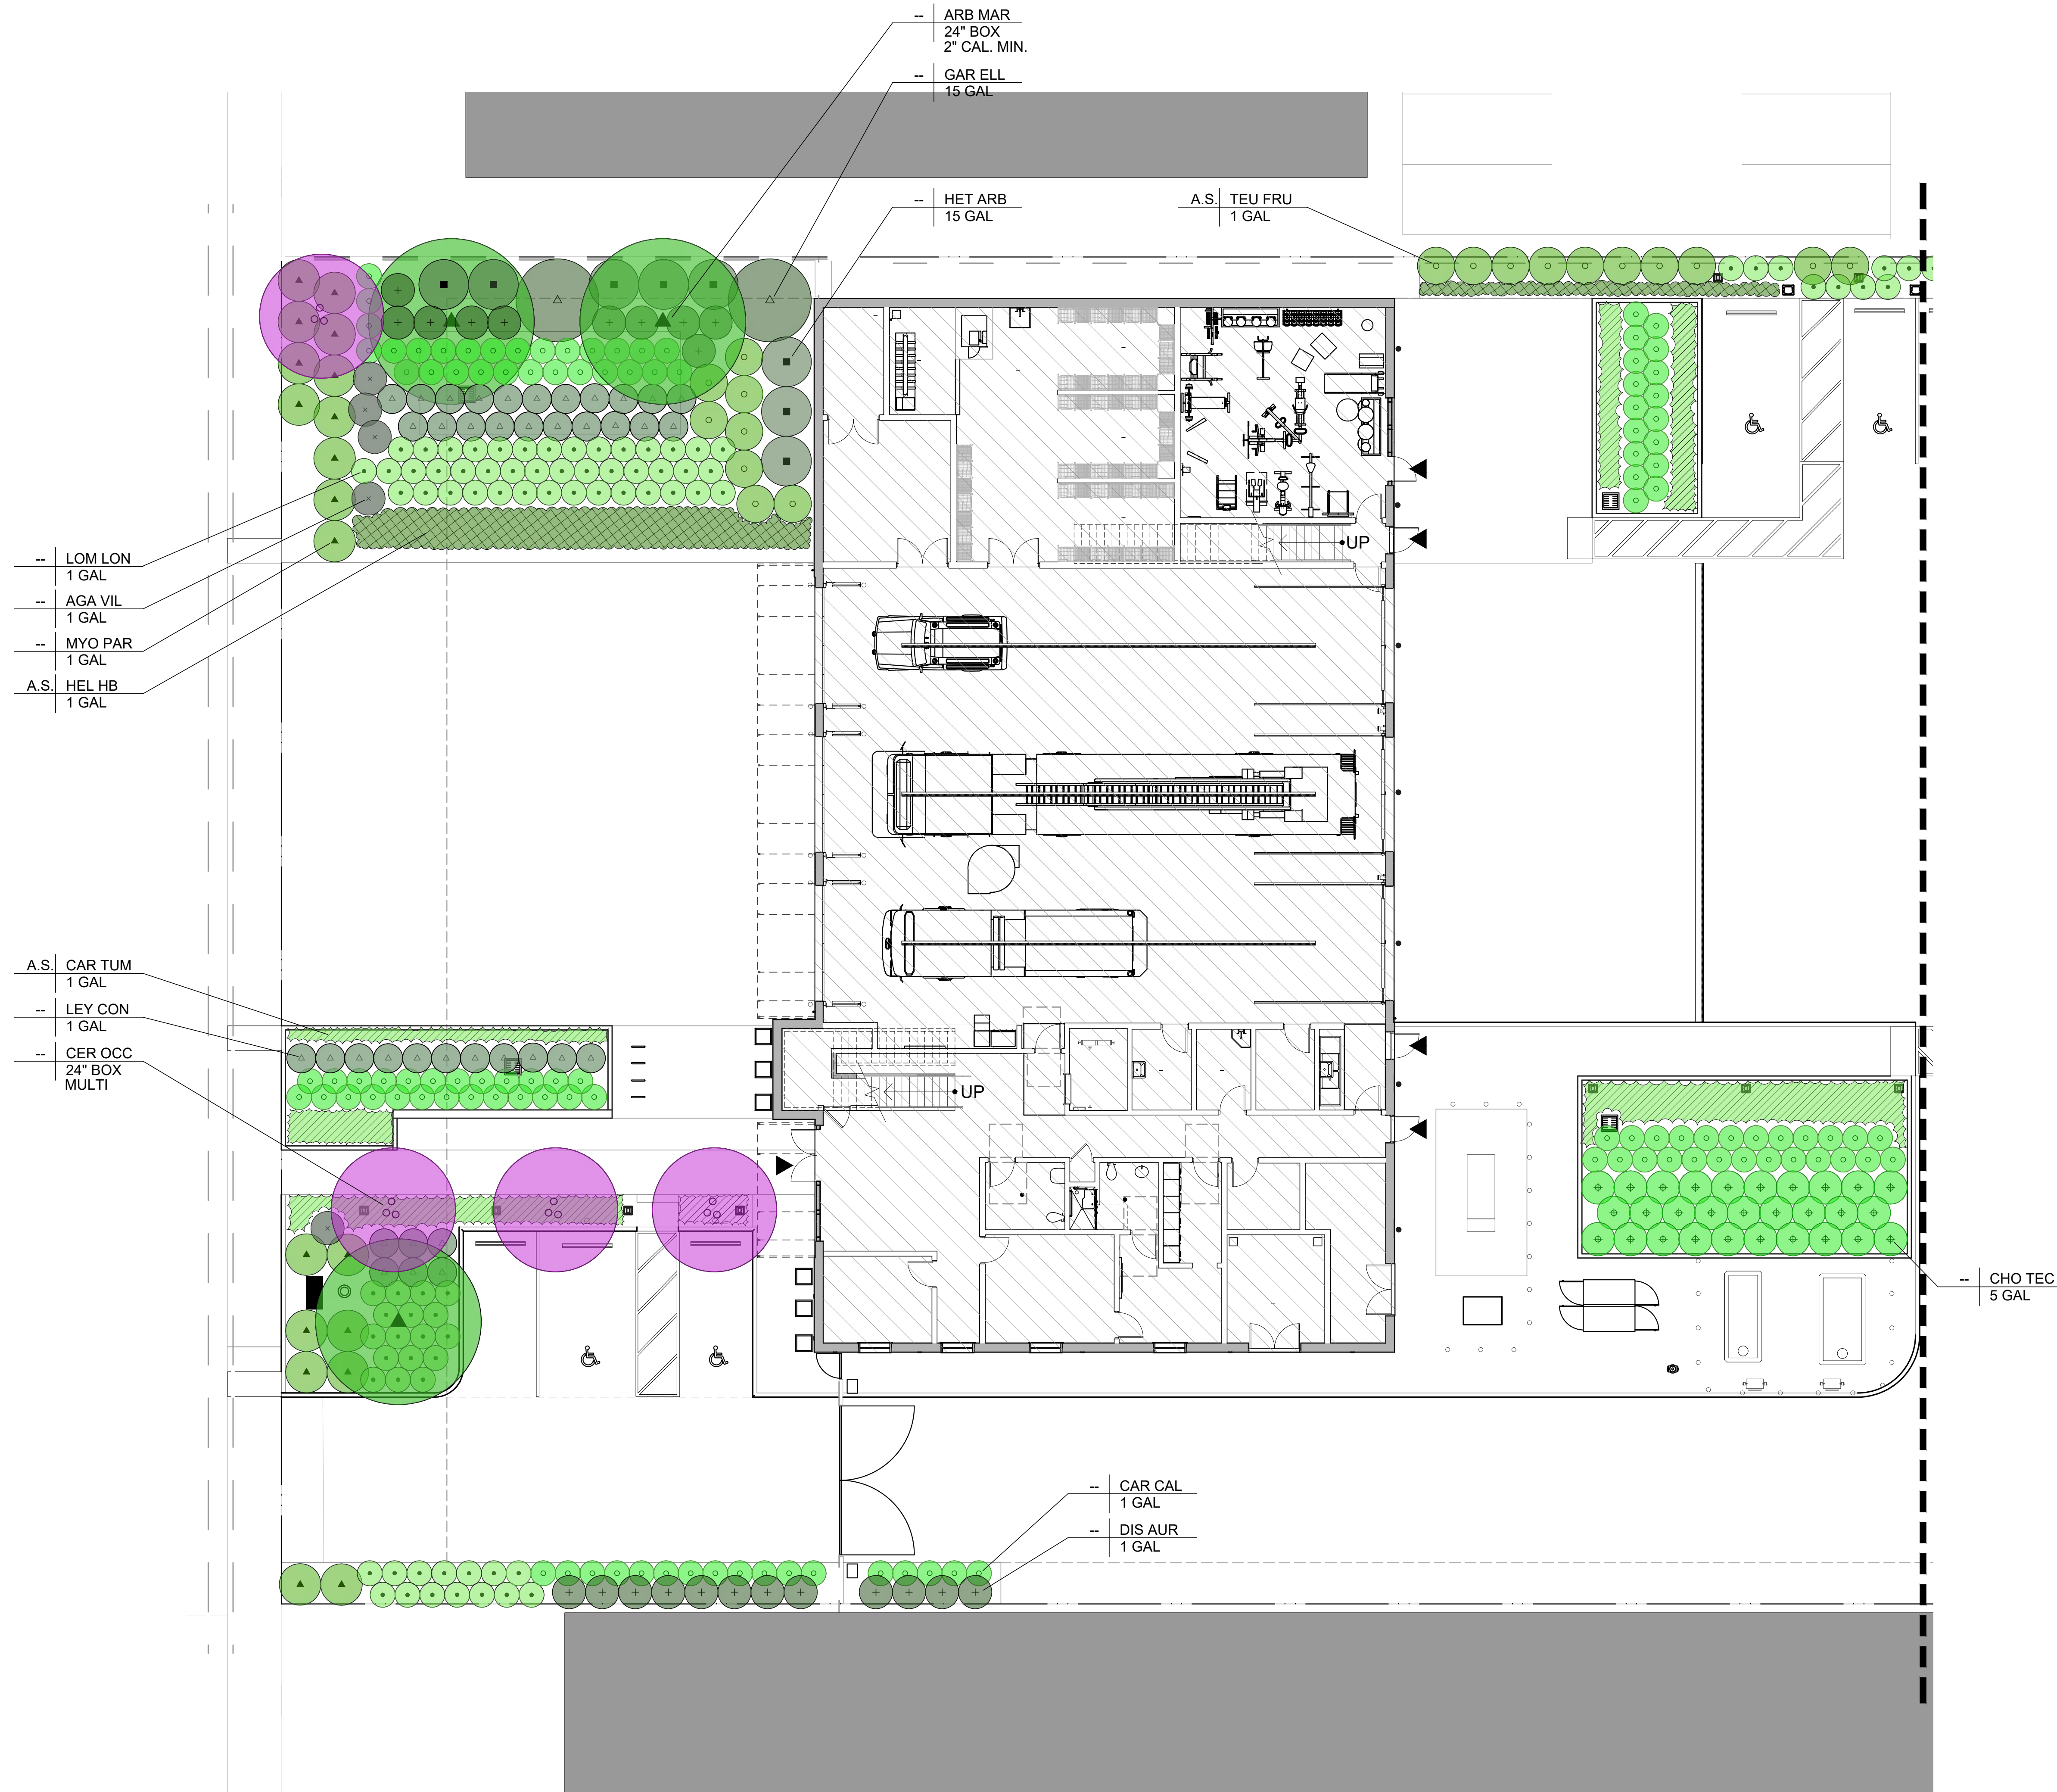 -- ARB MAR
24" BOX
2" CAL. MIN.
-- GAR ELL
15 GAL
-- HET ARB
15 GAL
A.S. TEU FRU
1 GAL
UP
-- LOM LON
1 GAL
-- AGA VIL
1 GAL
-- MYO PAR
1 GAL
A.S. HEL HB
1 GAL
A.S. CAR TUM
1 GAL
-- LEY CON
1 GAL
-- CER OCC
24" BOX
MULTI
UP
-- CHO TEC
5 GAL
-- CAR CAL
1 GAL
-- DIS AUR
1 GAL